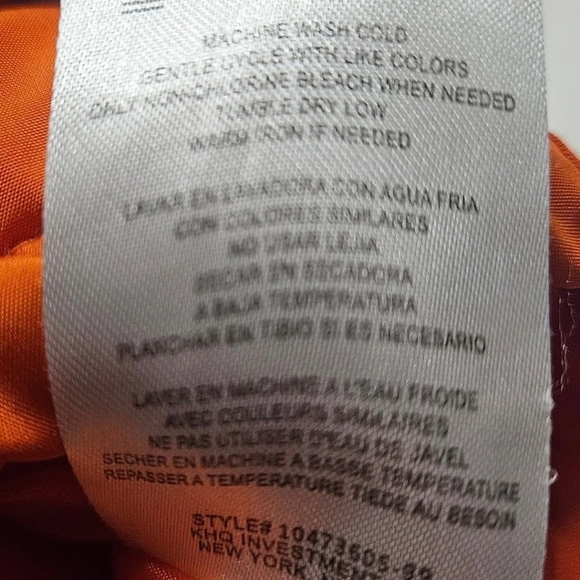 MACHINE WASH COLD
GENTLE CYCLE WITH LIKE COLORS
ONLY NON-CHLORINE BLEACH WHEN NEEDED
TUMBLE DRY LOW
WARM IRON IF NEEDED
LAVAR EN LAVADORA CON AGUA FRIA
CON COLORES SIMILARES
NO USAR LEJIA
SECAR EN SECADORA
A BAJA TEMPERATURA
PLANCHAR EN TIBIO SI ES NECESARIO
LAVER EN MACHINE A L'EAU FROIDE
AVEC COULEURS SIMILAIRES
NE PAS UTILISER D'EAU DE JAVEL
SECHER EN MACHINE A BASSE TEMPERATURE
REPASSER A TEMPERATURE TIEDE AU BESOIN
STYLE# 10473605-99
KHQ INVESTMENT
NEW YORK,